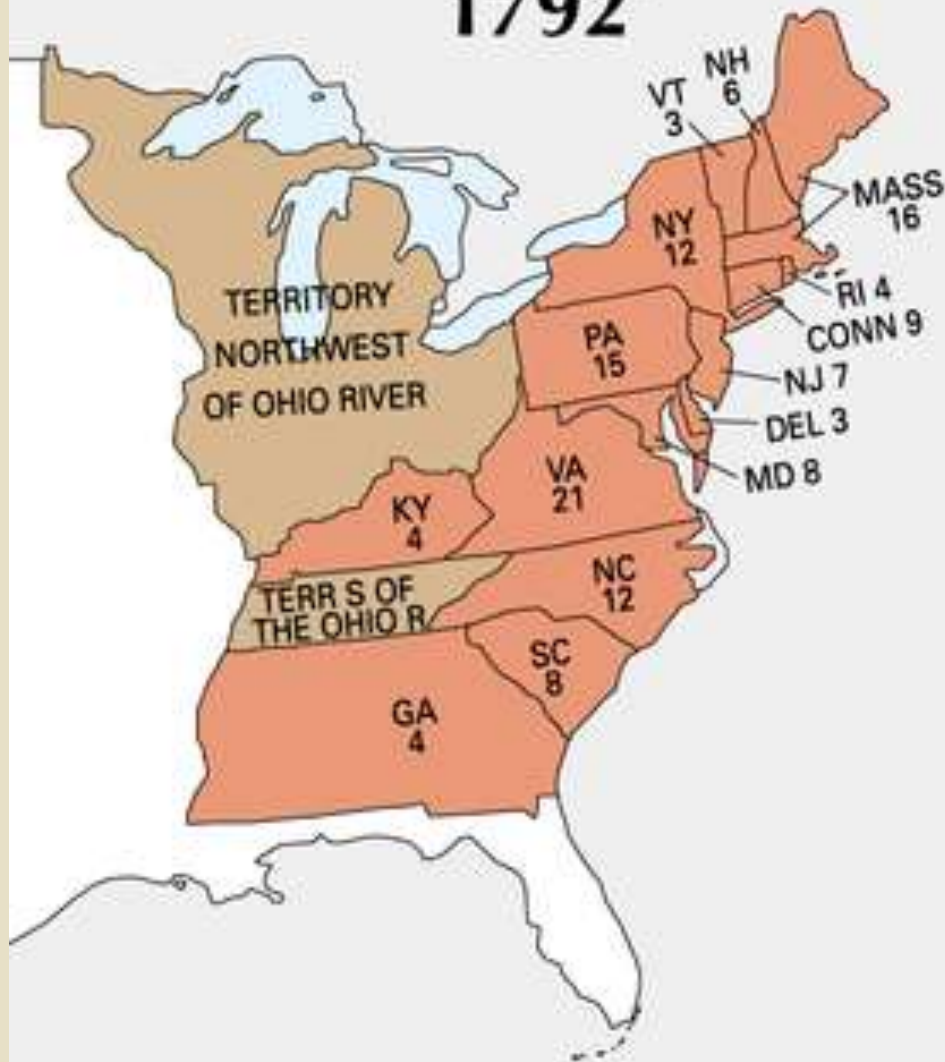 1792
NH
6
VT
3
MASS
16
NY
12
RI 4
CONN 9
TERRITORY
NORTHWEST
OF OHIO RIVER
PA
15
NJ 7
DEL 3
MD 8
VA
21
KY
4
NC
12
TERR S OF
THE OHIO R
SC
8
GA
4